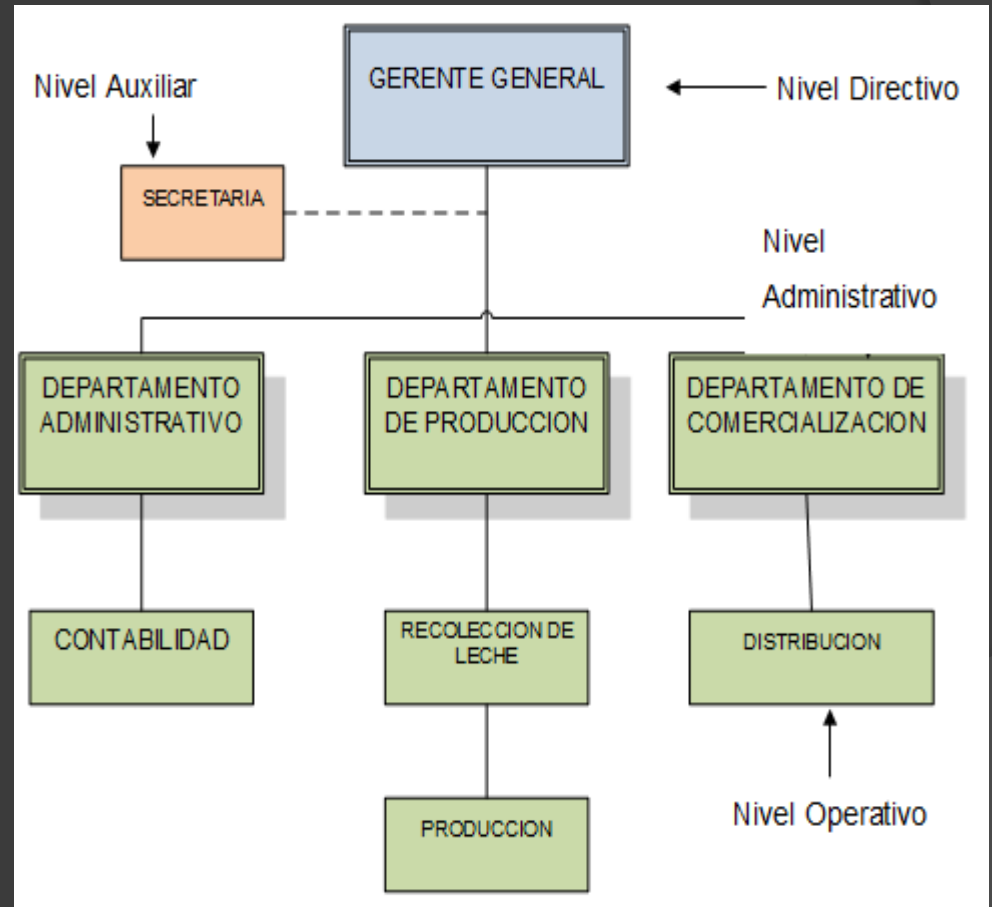 GERENTE GENERAL
Nivel Auxiliar
Nivel Directivo
SECRETARIA
Nivel
Administrativo
DEPARTAMENTO
ADMINISTRATIVO
DEPARTAMENTO
DE PRODUCCION
DEPARTAMENTO DE
COMERCIALIZACION
CONTABILIDAD
RECOLECCION DE
LECHE
DISTRIBUCION
PRODUCCION
Nivel Operativo